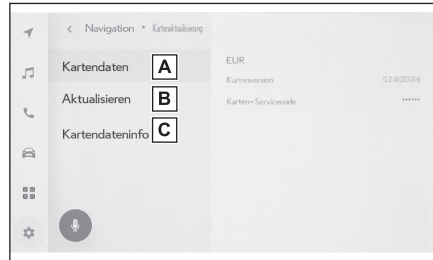 < Navigation • Kartenaktualisierung
Kartendaten A
Aktualisieren B
Kartendateninfo C
EUR
Kartenversion
Karten-Servicecode ******